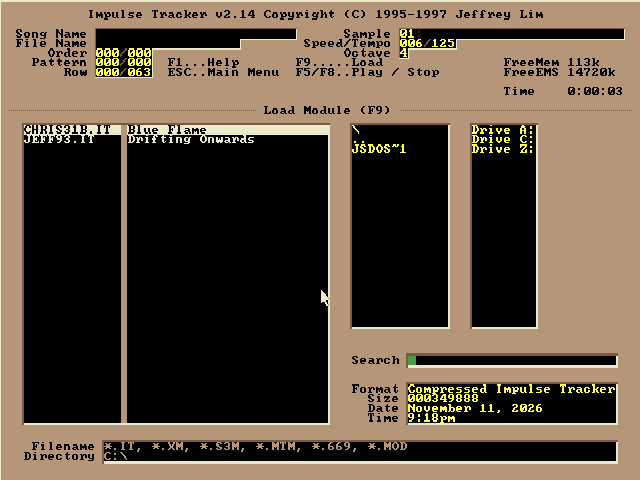 Impulse Tracker v2.14 Copyright (C) 1995-1997 Jeffrey Lim
Song Name Sample 01
File Name Speed/Tempo 006/125
Order 000/000 Octave 4
Pattern 000/000 F1...Help F9.....Load FreeMem 113k
Row 000/063 ESC..Main Menu F5/F8..Play / Stop FreeEMS 14720k
Time 0:00:03
Load Module (F9)
CHRIS31B.IT Blue Flame \ Drive A:
JEFF93.IT Drifting Onwards .. Drive C:
JSDOS~1 Drive Z:
Search
Format Compressed Impulse Tracker
Size 000349888
Date November 11, 2026
Time 9:18pm
Filename *.IT, *.XM, *.S3M, *.MTM, *.669, *.MOD
Directory C:\